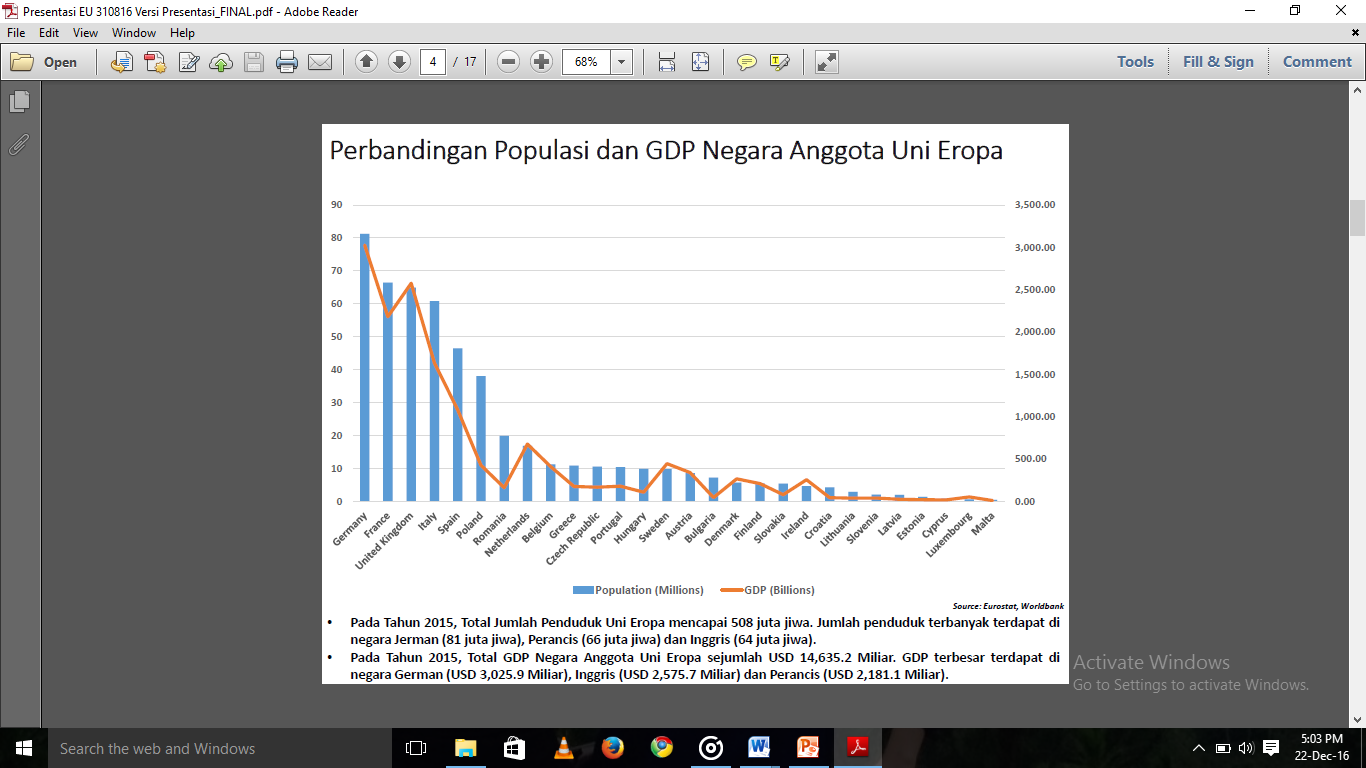 Presentasi EU 310816 Versi Presentasi_FINAL.pdf - Adobe Reader
File Edit View Window Help
Open 4 / 17 68% Tools Fill & Sign Comment
Perbandingan Populasi dan GDP Negara Anggota Uni Eropa
90 3,500.00
80 3,000.00
70 2,500.00
60 2,000.00
50 1,500.00
40 1,000.00
30 500.00
20 0.00
10
0
Germany
France
United Kingdom
Italy
Spain
Poland
Romania
Netherlands
Belgium
Greece
Czech Republic
Portugal
Hungary
Sweden
Austria
Bulgaria
Denmark
Finland
Slovakia
Ireland
Croatia
Lithuania
Slovenia
Latvia
Estonia
Cyprus
Luxembourg
Malta
Population (Millions) GDP (Billions)
Source: Eurostat, Worldbank
• Pada Tahun 2015, Total Jumlah Penduduk Uni Eropa mencapai 508 juta jiwa. Jumlah penduduk terbanyak terdapat di
negara Jerman (81 juta jiwa), Perancis (66 juta jiwa) dan Inggris (64 juta jiwa).
• Pada Tahun 2015, Total GDP Negara Anggota Uni Eropa sejumlah USD 14,635.2 Miliar. GDP terbesar terdapat di
negara German (USD 3,025.9 Miliar), Inggris (USD 2,575.7 Miliar) dan Perancis (USD 2,181.1 Miliar).
Activate Windows
Go to Settings to activate Windows.
Search the web and Windows
5:03 PM
22-Dec-16